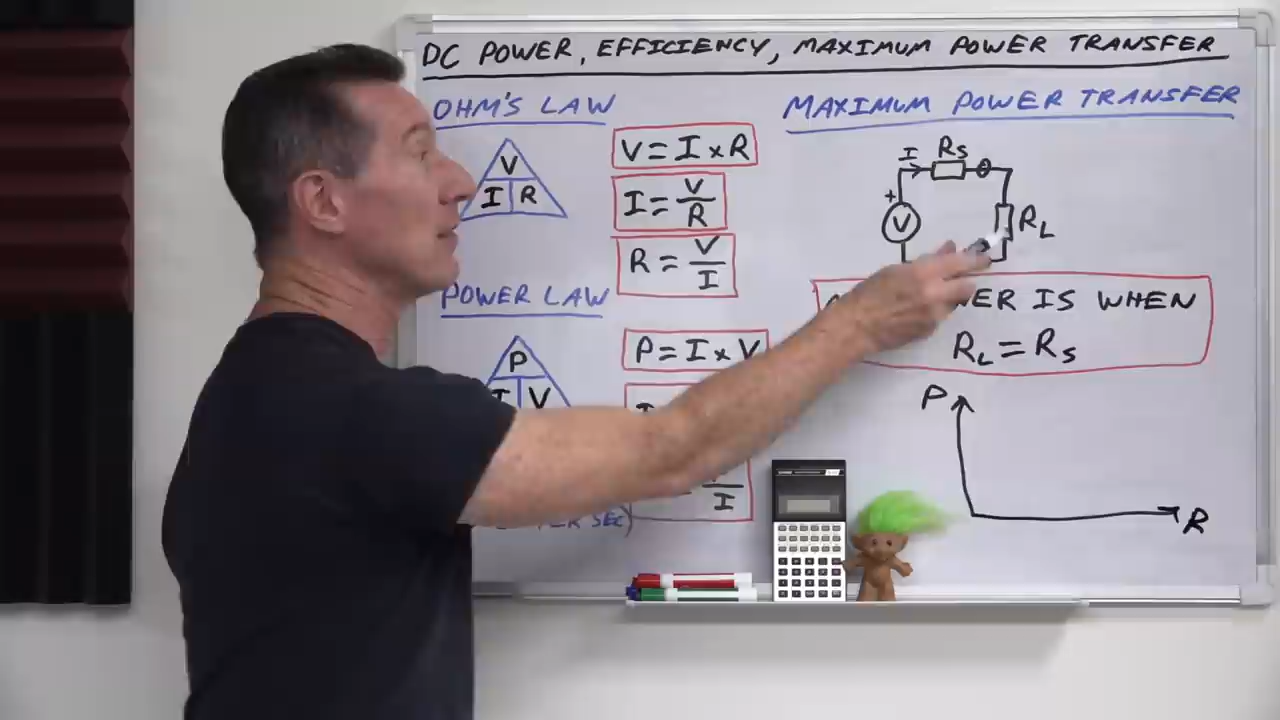 DC POWER, EFFICIENCY, MAXIMUM POWER TRANSFER
OHM'S LAW
V
I R
V = I x R
I = V
R
R = V
I
POWER LAW
P
I V
P = I x V
I
SEC)
MAXIMUM POWER TRANSFER
I Rs
+
V
RL
IS WHEN
RL = Rs
P
R